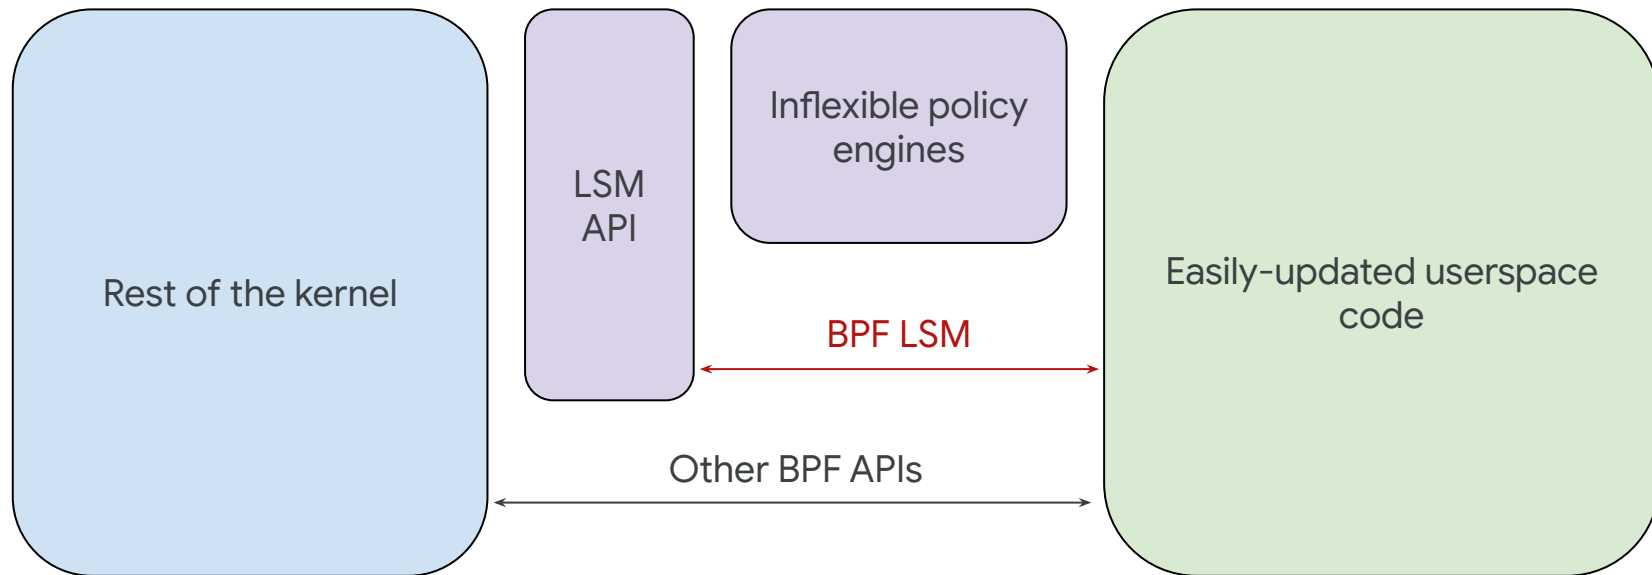 Rest of the kernel
LSM
API
Inflexible policy
engines
BPF LSM
Other BPF APIs
Easily-updated userspace
code